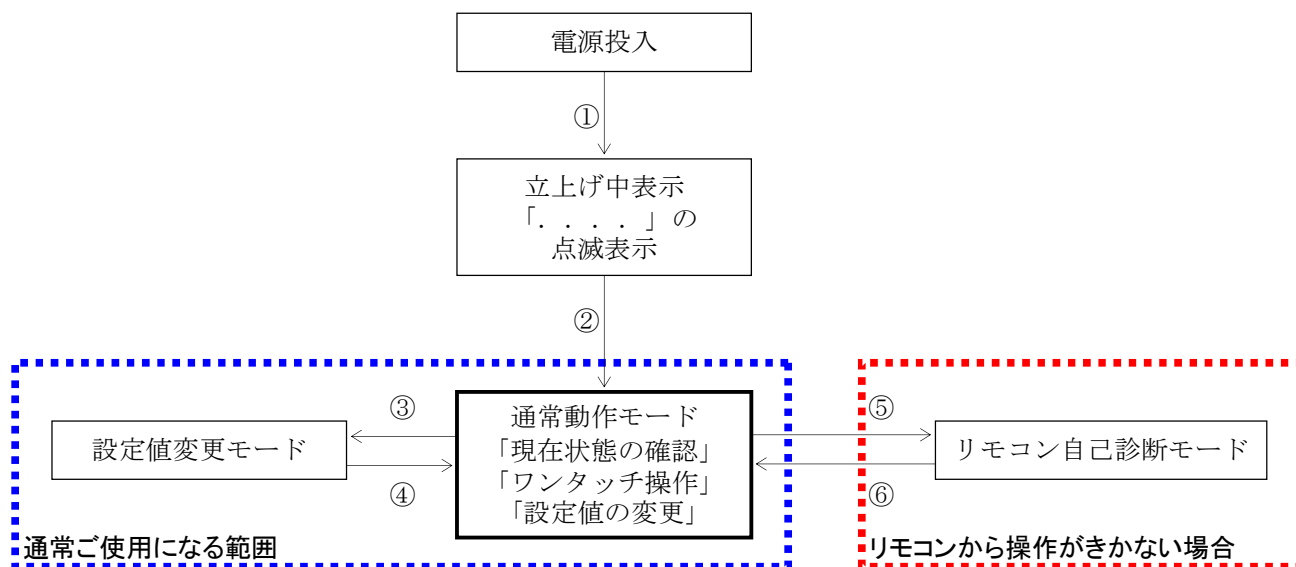 電源投入
①
立上げ中表示
「．．．．」の
点滅表示
②
③
通常動作モード
「現在状態の確認」
「ワンタッチ操作」
「設定値の変更」
設定値変更モード
④
⑤
リモコン自己診断モード
⑥
通常ご使用になる範囲
リモコンから操作がきかない場合